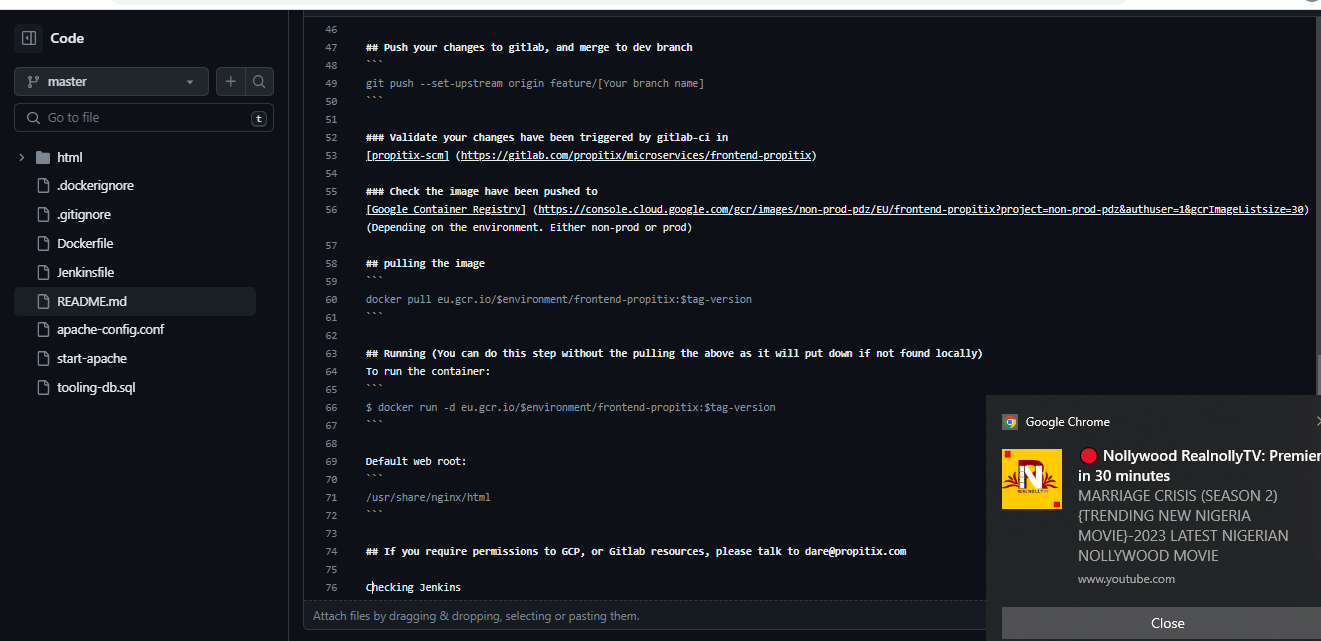 Code
master
Go to file
t
html
.dockerignore
.gitignore
Dockerfile
Jenkinsfile
README.md
apache-config.conf
start-apache
tooling-db.sql
46
47 ## Push your changes to gitlab, and merge to dev branch
48 ```
49 git push --set-upstream origin feature/[Your branch name]
50 ```
51
52 ### Validate your changes have been triggered by gitlab-ci in
53 [propitix-scm] (https://gitlab.com/propitix/microservices/frontend-propitix)
54
55 ### Check the image have been pushed to
56 [Google Container Registry] (https://console.cloud.google.com/gcr/images/non-prod-pdz/EU/frontend-propitix?project=non-prod-pdz&authuser=1&gcrImageListsize=30)
(Depending on the environment. Either non-prod or prod)
57
58 ## pulling the image
59 ```
60 docker pull eu.gcr.io/$environment/frontend-propitix:$tag-version
61 ```
62
63 ## Running (You can do this step without the pulling the above as it will put down if not found locally)
64 To run the container:
65 ```
66 $ docker run -d eu.gcr.io/$environment/frontend-propitix:$tag-version
67 ```
68
69 Default web root:
70 ```
71 /usr/share/nginx/html
72 ```
73
74 ## If you require permissions to GCP, or Gitlab resources, please talk to dare@propitix.com
75
76 Checking Jenkins
Attach files by dragging & dropping, selecting or pasting them.
Google Chrome
N
REALNOLLY TV
Nollywood RealnollyTV: Premier
in 30 minutes
MARRIAGE CRISIS (SEASON 2)
{TRENDING NEW NIGERIA
MOVIE}-2023 LATEST NIGERIAN
NOLLYWOOD MOVIE
www.youtube.com
Close